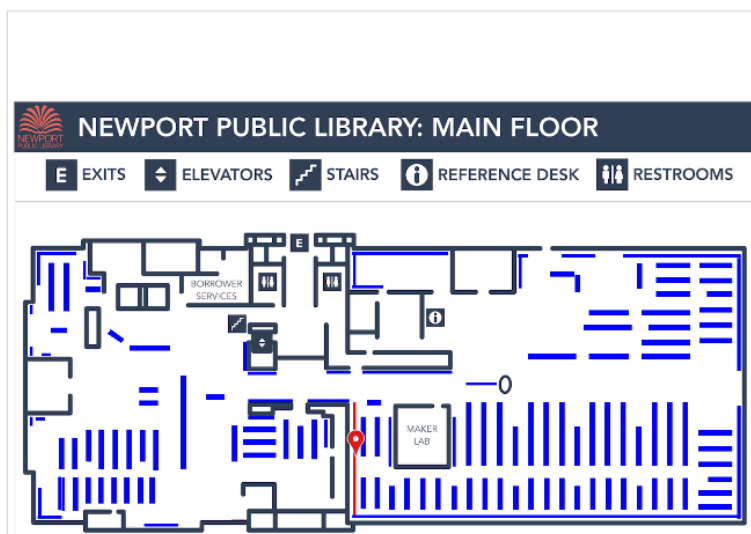 NEWPORT
PUBLIC LIBRARY
NEWPORT PUBLIC LIBRARY: MAIN FLOOR
E EXITS ELEVATORS STAIRS i REFERENCE DESK RESTROOMS
E
BORROWER
SERVICES
i
MAKER
LAB